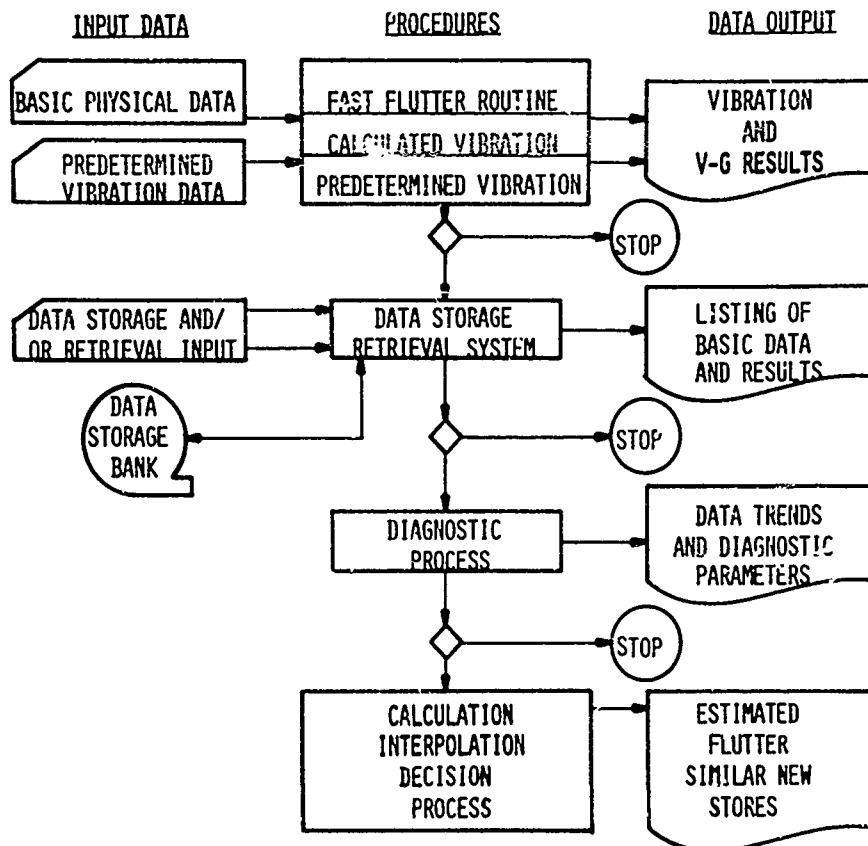 INPUT DATA
PROCEDURES
DATA OUTPUT
BASIC PHYSICAL DATA
FAST FLUTTER ROUTINE
VIBRATION
AND
V-G RESULTS
CALCULATED VIBRATION
PREDETERMINED
VIBRATION DATA
PREDETERMINED VIBRATION
STOP
DATA STORAGE AND/
OR RETRIEVAL INPUT
DATA STORAGE
RETRIEVAL SYSTEM
LISTING OF
BASIC DATA
AND RESULTS
DATA
STORAGE
BANK
STOP
DIAGNOSTIC
PROCESS
DATA TRENDS
AND DIAGNOSTIC
PARAMETERS
STOP
CALCULATION
INTERPOLATION
DECISION
PROCESS
ESTIMATED
FLUTTER
SIMILAR NEW
STORES